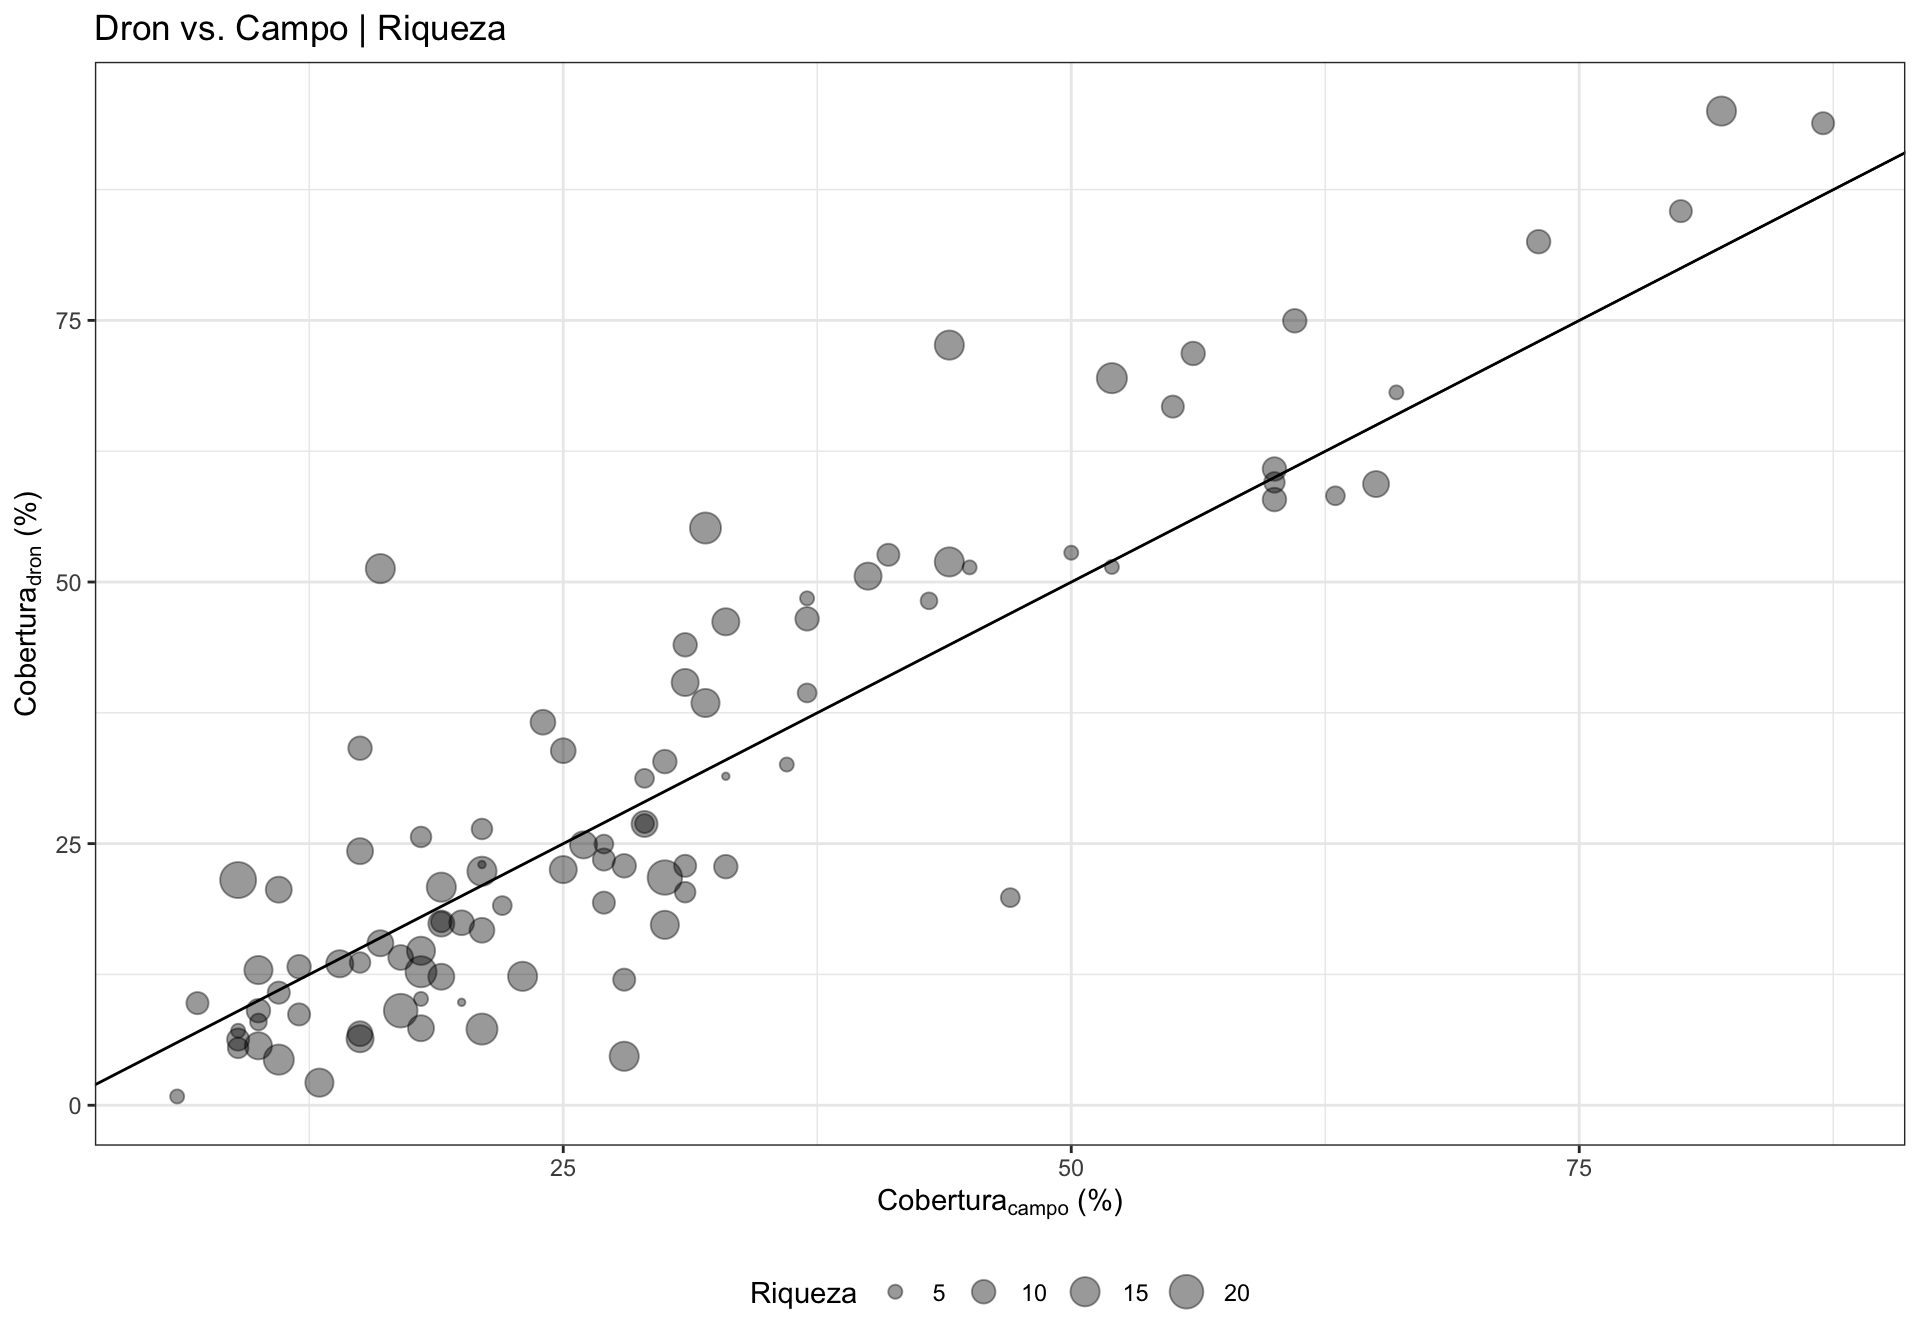 Dron vs. Campo | Riqueza
Cobertura_dron (%)
75
50
25
0
25 50 75
Cobertura_campo (%)
Riqueza 5 10 15 20